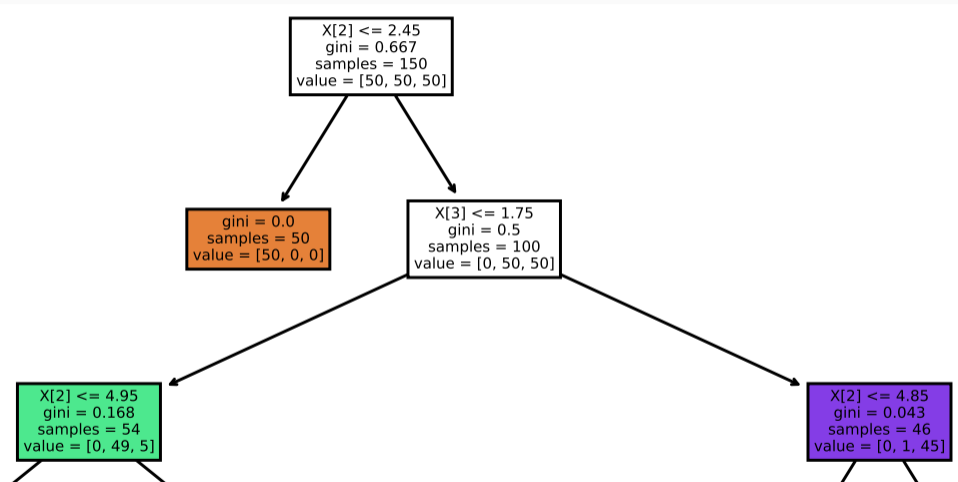 X[2] <= 2.45
gini = 0.667
samples = 150
value = [50, 50, 50]
gini = 0.0
samples = 50
value = [50, 0, 0]
X[3] <= 1.75
gini = 0.5
samples = 100
value = [0, 50, 50]
X[2] <= 4.95
gini = 0.168
samples = 54
value = [0, 49, 5]
X[2] <= 4.85
gini = 0.043
samples = 46
value = [0, 1, 45]